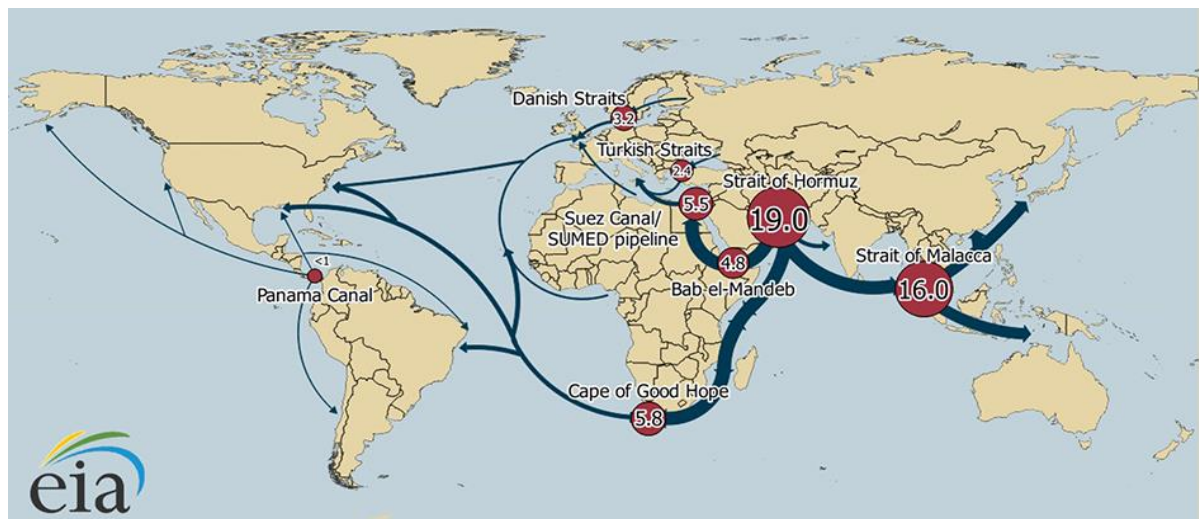 Danish Straits
3.2
Turkish Straits
2.4
Strait of Hormuz
5.5
19.0
Suez Canal/
SUMED pipeline
Strait of Malacca
4.8
<1
16.0
Panama Canal
Bab el-Mandeb
Cape of Good Hope
5.8
eia